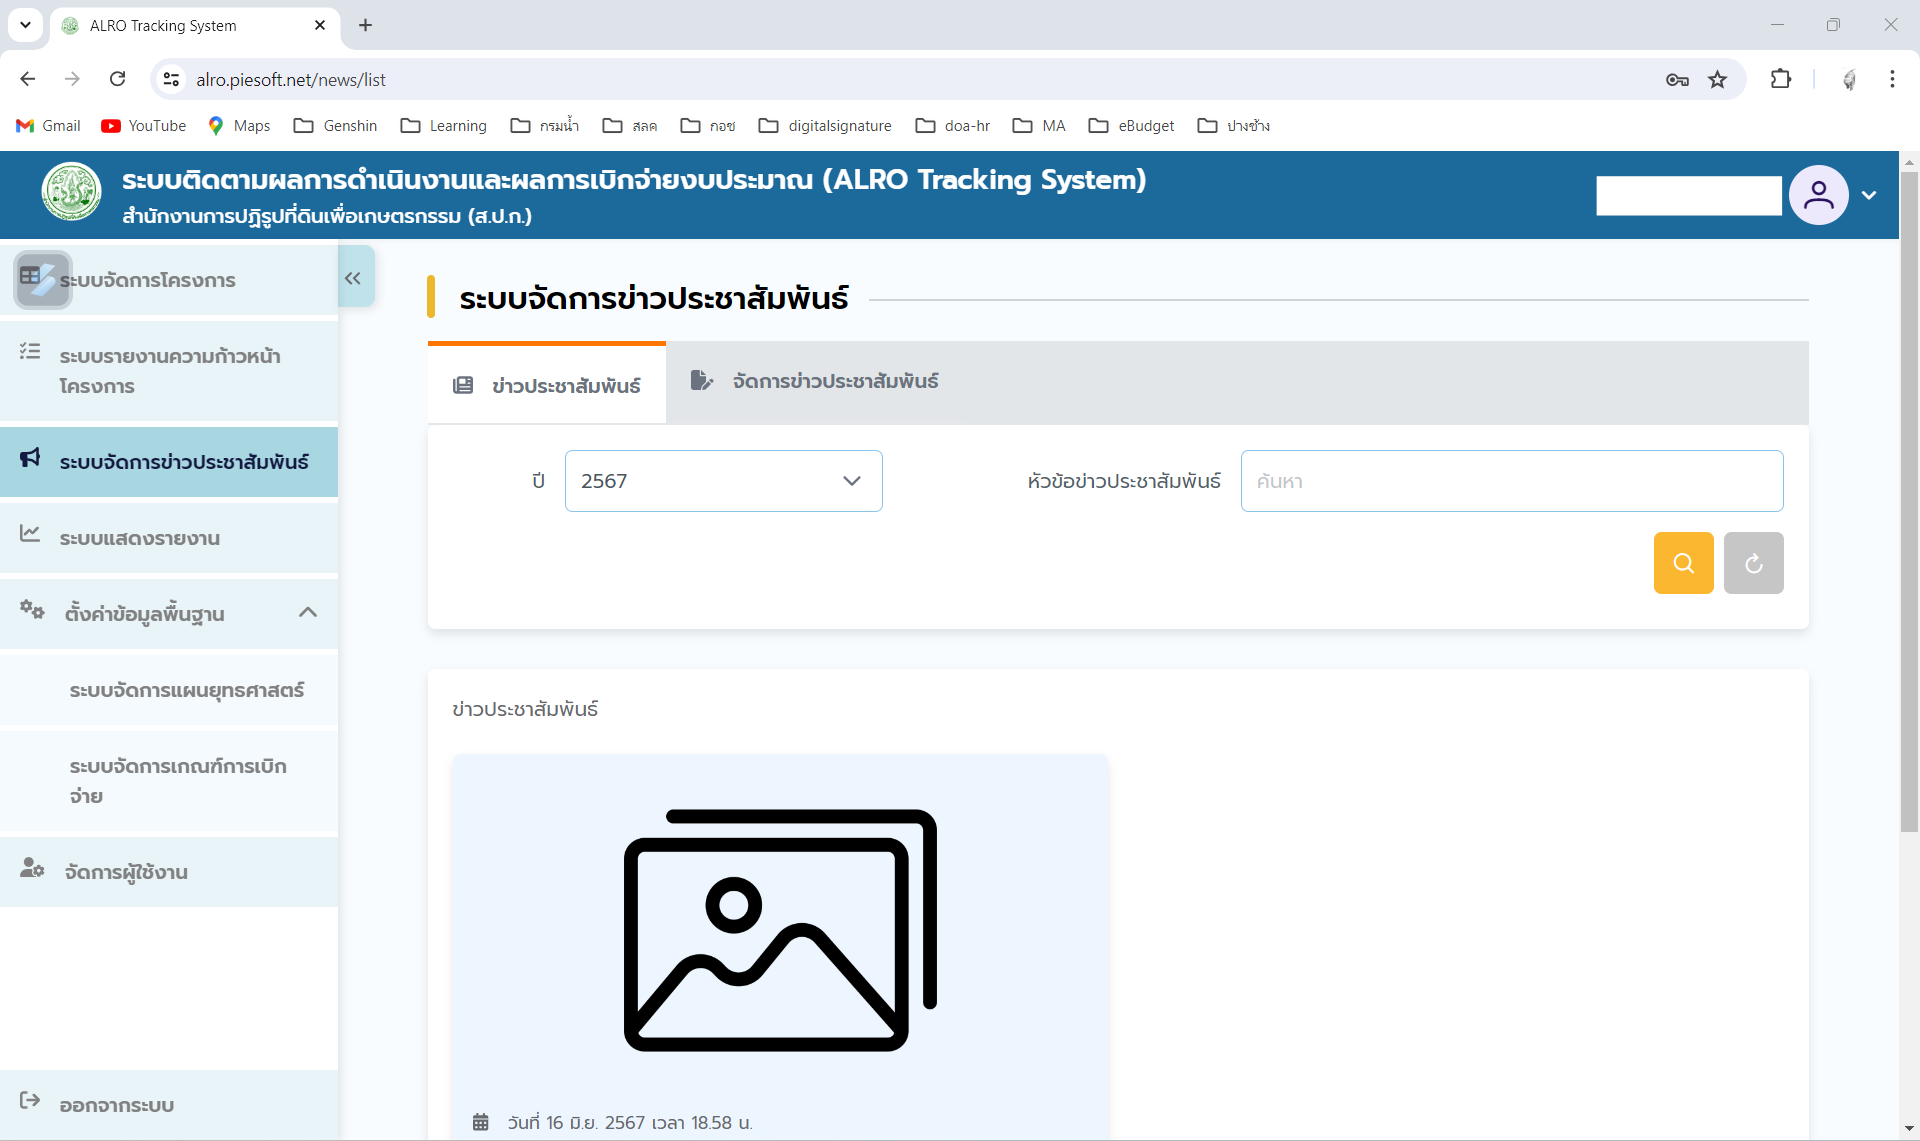 ALRO Tracking System
alro.piesoft.net/news/list
Gmail YouTube Maps Genshin Learning กรมน้ำ สลค กอช digitalsignature doa-hr MA eBudget ปางช้าง
ระบบติดตามผลการดำเนินงานและผลการเบิกจ่ายงบประมาณ (ALRO Tracking System)
สำนักงานการปฏิรูปที่ดินเพื่อเกษตรกรรม (ส.ป.ก.)
ระบบจัดการโครงการ
ระบบรายงานความก้าวหน้า
โครงการ
ระบบจัดการข่าวประชาสัมพันธ์
ระบบแสดงรายงาน
ตั้งค่าข้อมูลพื้นฐาน
ระบบจัดการแผนยุทธศาสตร์
ระบบจัดการเกณฑ์การเบิก
จ่าย
จัดการผู้ใช้งาน
ออกจากระบบ
ระบบจัดการข่าวประชาสัมพันธ์
ข่าวประชาสัมพันธ์ จัดการข่าวประชาสัมพันธ์
ปี 2567 หัวข้อข่าวประชาสัมพันธ์ ค้นหา
ข่าวประชาสัมพันธ์
วันที่ 16 มิ.ย. 2567 เวลา 18.58 น.